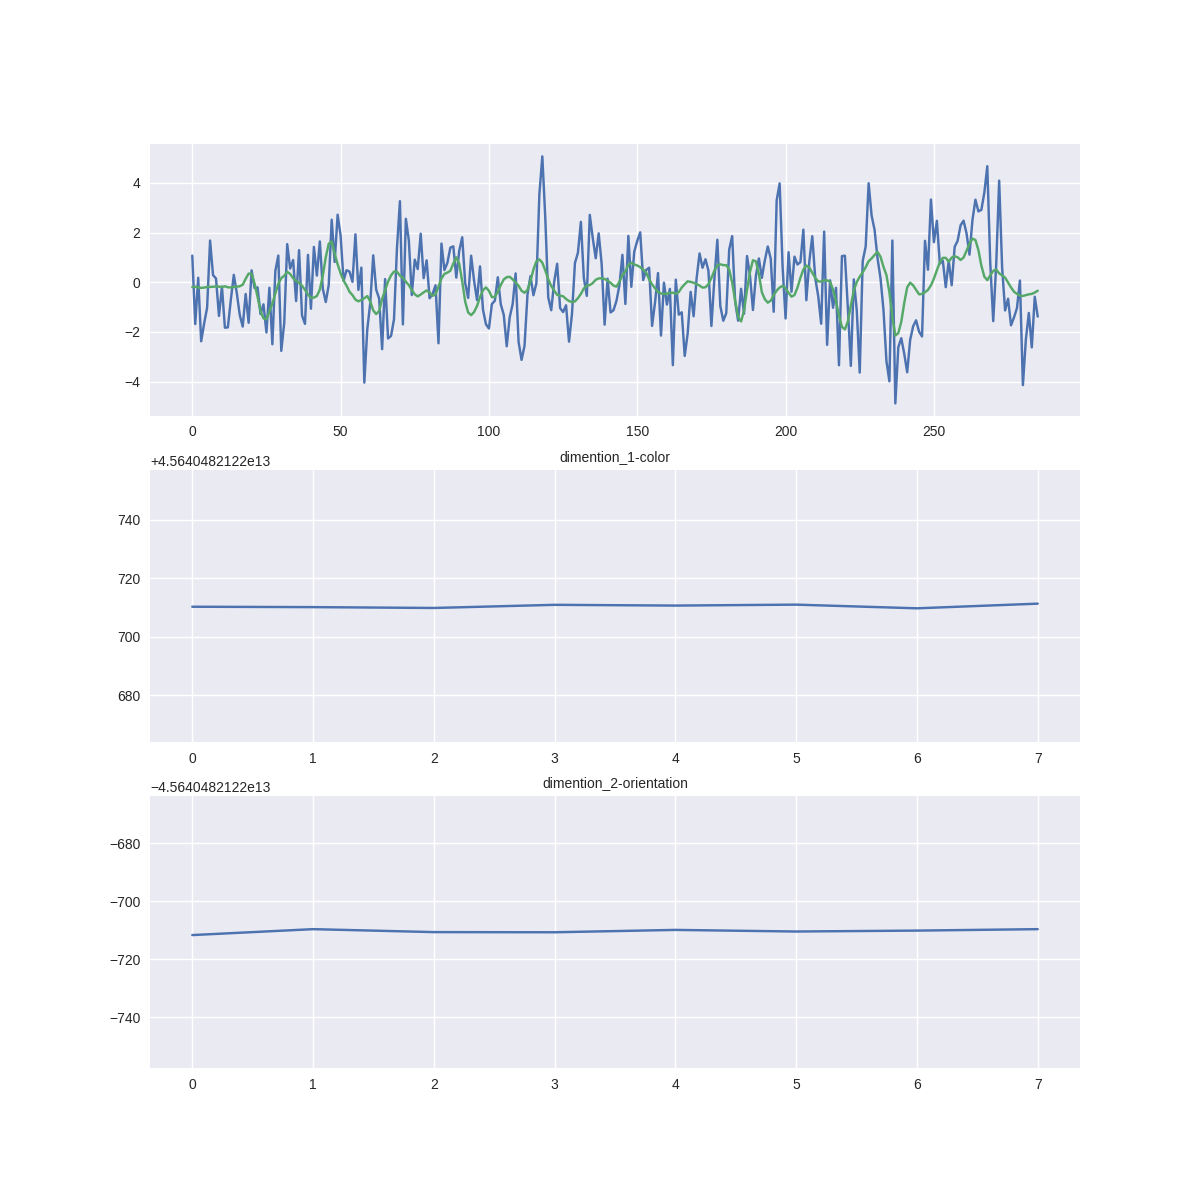 4
2
0
−2
−4
0 50 100 150 200 250
dimention_1-color
+4.5640482122e13
740
720
700
680
0 1 2 3 4 5 6 7
dimention_2-orientation
−4.5640482122e13
−680
−700
−720
−740
0 1 2 3 4 5 6 7